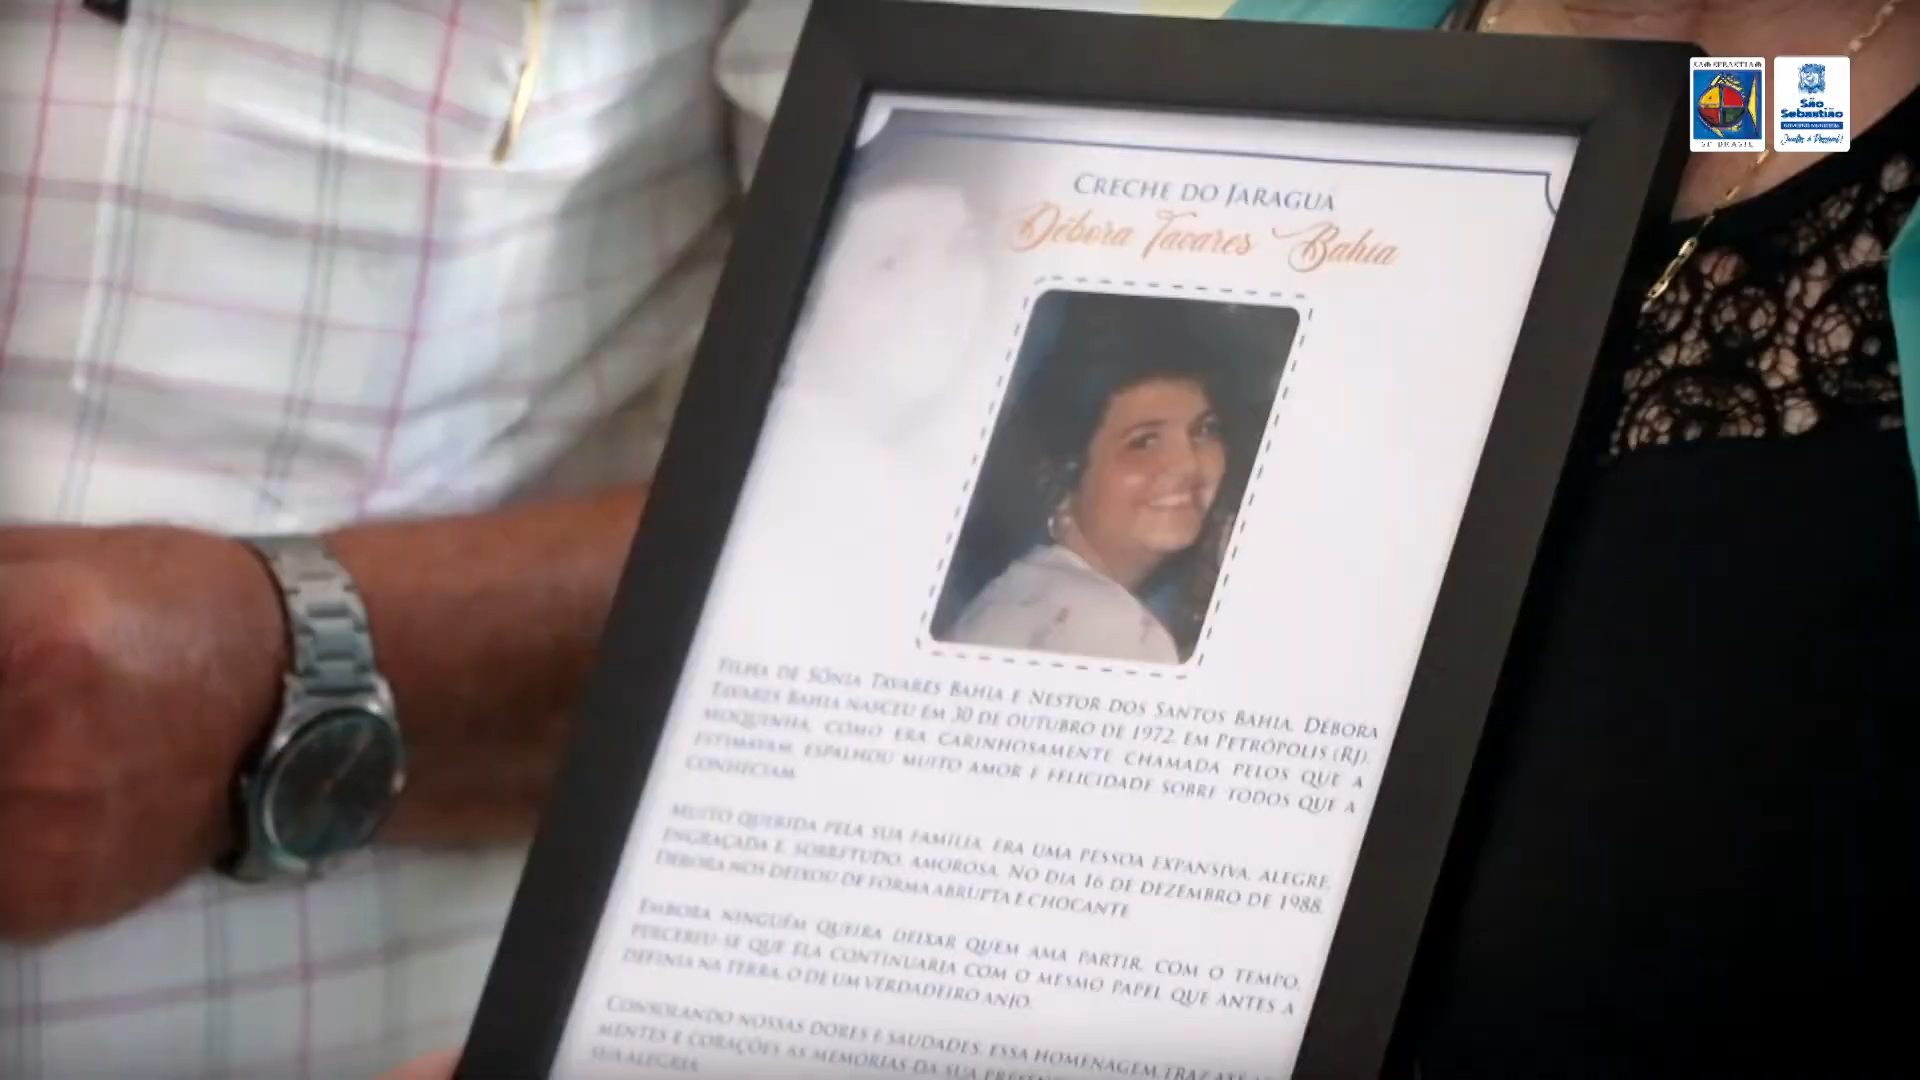 SÃO SEBASTIÃO
SP BRASIL
São
Sebastião
GOVERNO MUNICIPAL
CRECHE DO JARAGUÁ
Débora Tavares Bahia
FILHA DE SÔNIA TAVARES BAHIA E NESTOR DOS SANTOS BAHIA, DÉBORA
TAVARES BAHIA NASCEU EM 30 DE OUTUBRO DE 1972, EM PETRÓPOLIS (RJ).
MOQUINHA, COMO ERA CARINHOSAMENTE CHAMADA PELOS QUE A
ESTIMAVAM, ESPALHOU MUITO AMOR E FELICIDADE SOBRE TODOS QUE A
CONHECIAM.
MUITO QUERIDA PELA SUA FAMÍLIA, ERA UMA PESSOA EXPANSIVA, ALEGRE,
ENGRAÇADA E, SOBRETUDO, AMOROSA. NO DIA 16 DE DEZEMBRO DE 1988,
DÉBORA NOS DEIXOU DE FORMA ABRUPTA E CHOCANTE.
EMBORA NINGUÉM QUEIRA DEIXAR QUEM AMA PARTIR, COM O TEMPO,
PERCEBEU-SE QUE ELA CONTINUARIA COM O MESMO PAPEL QUE ANTES A
DEFINIA NA TERRA, O DE UM VERDADEIRO ANJO.
CONSOLANDO NOSSAS DORES E SAUDADES, ESSA HOMENAGEM TRAZ
MENTES E CORAÇÕES AS MEMÓRIAS DA SUA
SUA ALEGRIA